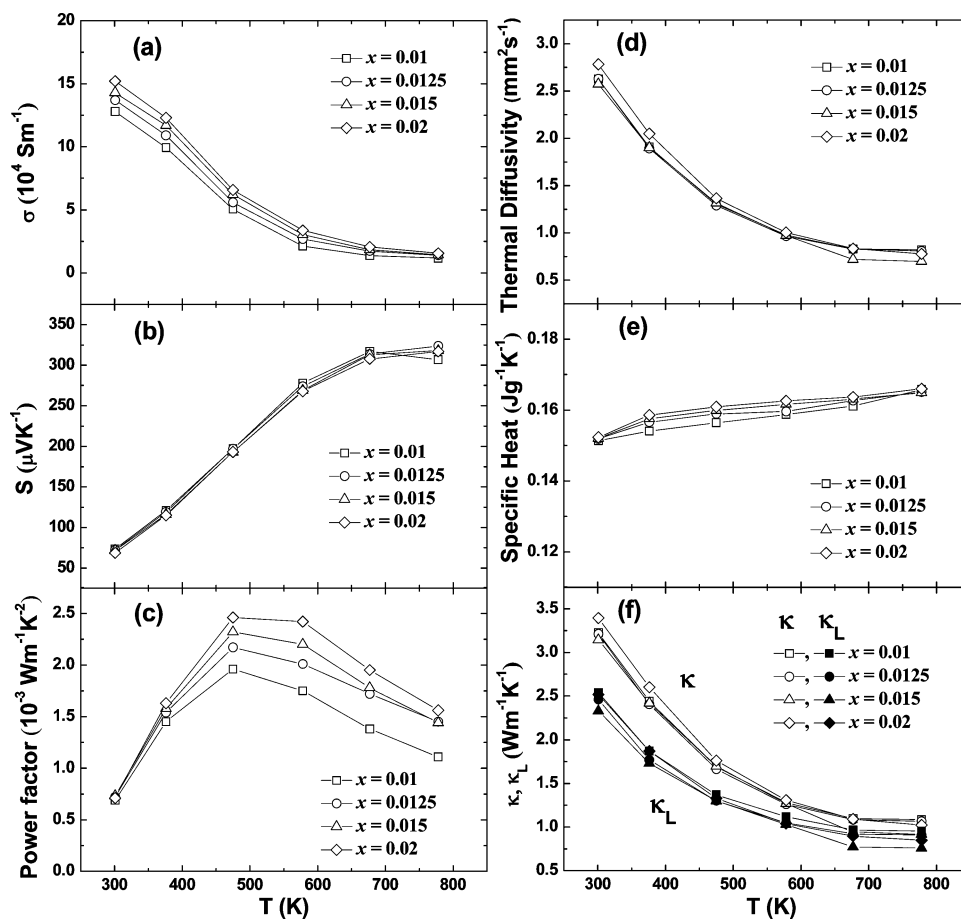 (a)
x = 0.01
x = 0.0125
x = 0.015
x = 0.02
σ (10⁴ Sm⁻¹)
20
15
10
5
0
(b)
x = 0.01
x = 0.0125
x = 0.015
x = 0.02
S (μVK⁻¹)
350
300
250
200
150
100
50
(c)
x = 0.01
x = 0.0125
x = 0.015
x = 0.02
Power factor (10⁻³ Wm⁻¹K⁻²)
2.5
2.0
1.5
1.0
0.5
0.0
300 400 500 600 700 800
T (K)
(d)
x = 0.01
x = 0.0125
x = 0.015
x = 0.02
Thermal Diffusivity (mm²s⁻¹)
3.0
2.5
2.0
1.5
1.0
0.5
(e)
x = 0.01
x = 0.0125
x = 0.015
x = 0.02
Specific Heat (Jg⁻¹K⁻¹)
0.18
0.16
0.14
0.12
(f)
κ κL
, x = 0.01
, x = 0.0125
, x = 0.015
, x = 0.02
κ
κL
κ, κL (Wm⁻¹K⁻¹)
3.5
3.0
2.5
2.0
1.5
1.0
0.5
300 400 500 600 700 800
T (K)